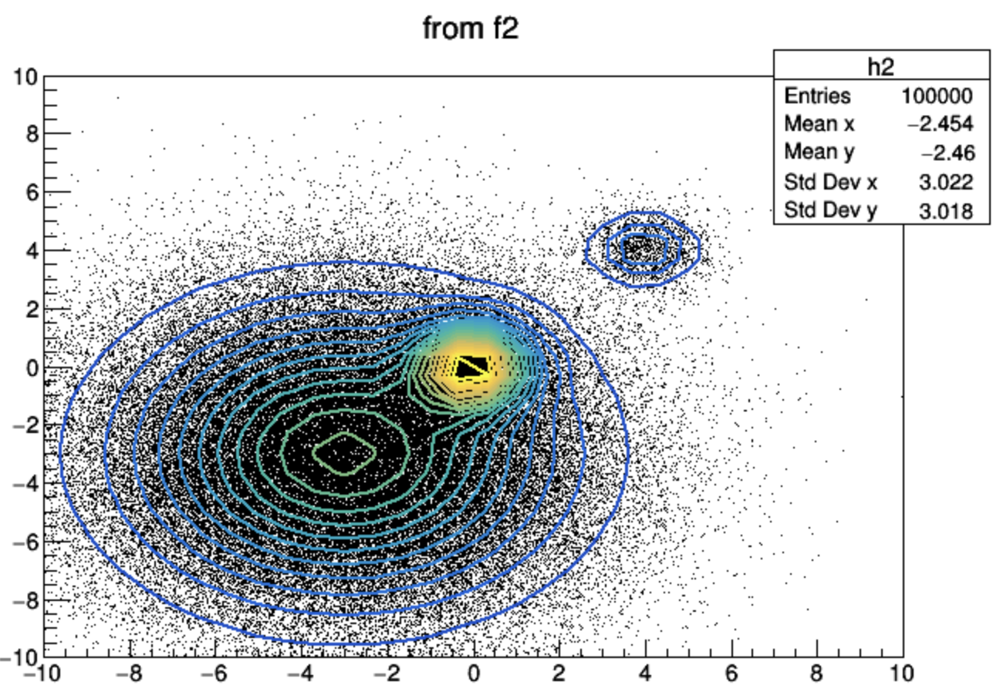 from f2
h2
Entries 100000
Mean x −2.454
Mean y −2.46
Std Dev x 3.022
Std Dev y 3.018
10
8
6
4
2
0
−2
−4
−6
−8
−10
−10 −8 −6 −4 −2 0 2 4 6 8 10